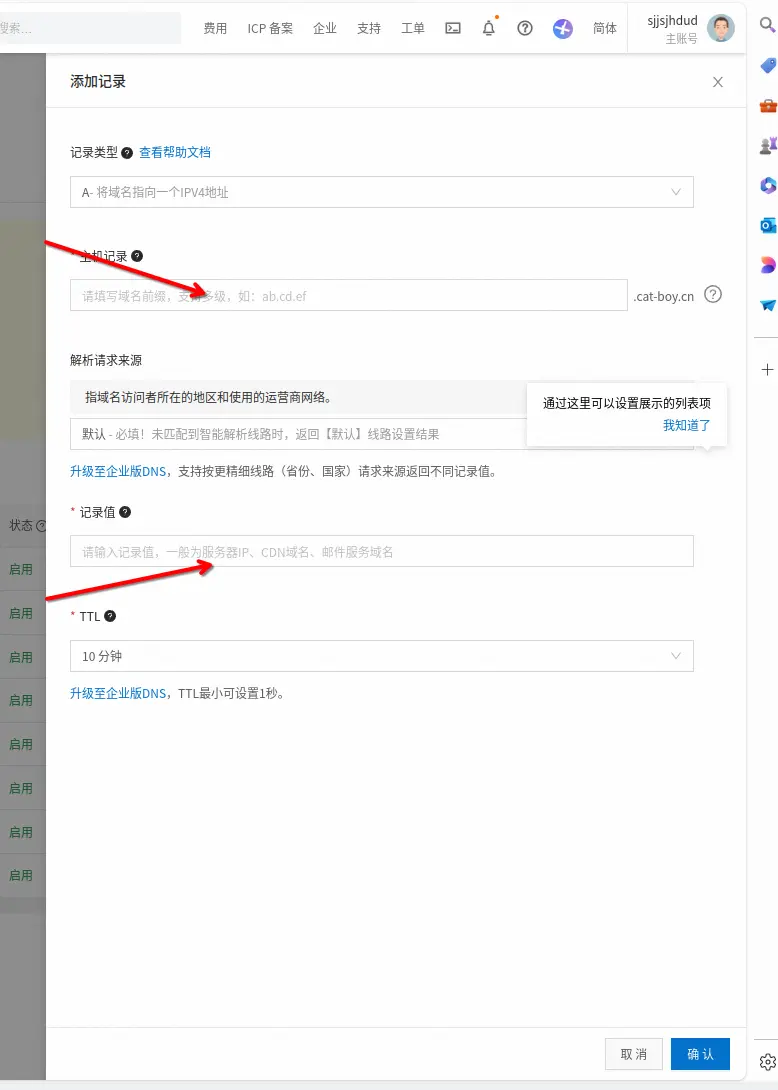 搜索...
费用 ICP 备案 企业 支持 工单 简体
sjjsjhdud
主账号
添加记录
记录类型 查看帮助文档
A- 将域名指向一个IPV4地址
主机记录
请填写域名前缀，支持多级，如：ab.cd.ef
.cat-boy.cn
解析请求来源
指域名访问者所在的地区和使用的运营商网络。
通过这里可以设置展示的列表项
我知道了
默认 - 必填！未匹配到智能解析线路时，返回【默认】线路设置结果
升级至企业版DNS，支持按更精细线路（省份、国家）请求来源返回不同记录值。
* 记录值
请输入记录值，一般为服务器IP、CDN域名、邮件服务域名
* TTL
10 分钟
升级至企业版DNS，TTL最小可设置1秒。
状态
启用
启用
启用
启用
启用
启用
启用
启用
取 消
确 认